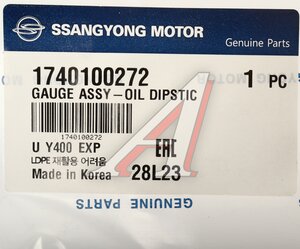 SSANGYONG MOTOR
Genuine Parts
1740100272
GAUGE ASSY-OIL DIPSTIC
1 PC
1740100272
U Y400 EXP
LDPE 재활용 어려움
EAC
Made in Korea
28L23
GENUINE PARTS